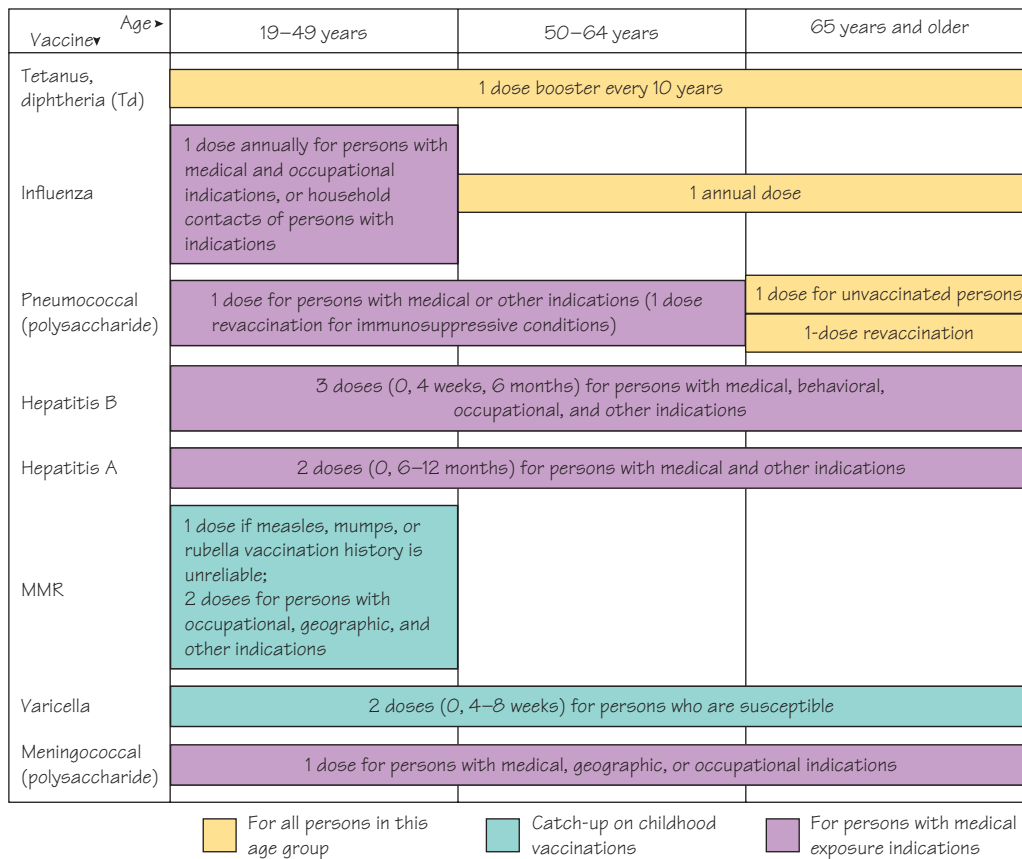 Age➤
Vaccine▼
19–49 years
50–64 years
65 years and older
Tetanus,
diphtheria (Td)
1 dose booster every 10 years
Influenza
1 dose annually for persons with
medical and occupational
indications, or household
contacts of persons with
indications
1 annual dose
Pneumococcal
(polysaccharide)
1 dose for persons with medical or other indications (1 dose
revaccination for immunosuppressive conditions)
1 dose for unvaccinated persons
1-dose revaccination
Hepatitis B
3 doses (0, 4 weeks, 6 months) for persons with medical, behavioral,
occupational, and other indications
Hepatitis A
2 doses (0, 6–12 months) for persons with medical and other indications
MMR
1 dose if measles, mumps, or
rubella vaccination history is
unreliable;
2 doses for persons with
occupational, geographic, and
other indications
Varicella
2 doses (0, 4–8 weeks) for persons who are susceptible
Meningococcal
(polysaccharide)
1 dose for persons with medical, geographic, or occupational indications
For all persons in this
age group
Catch-up on childhood
vaccinations
For persons with medical
exposure indications